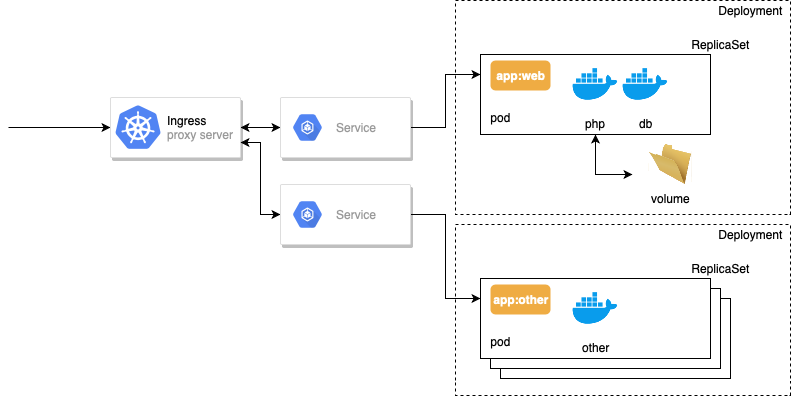 Deployment
ReplicaSet
app:web
pod
php
db
volume
Ingress
proxy server
Service
Service
Deployment
ReplicaSet
app:other
pod
other